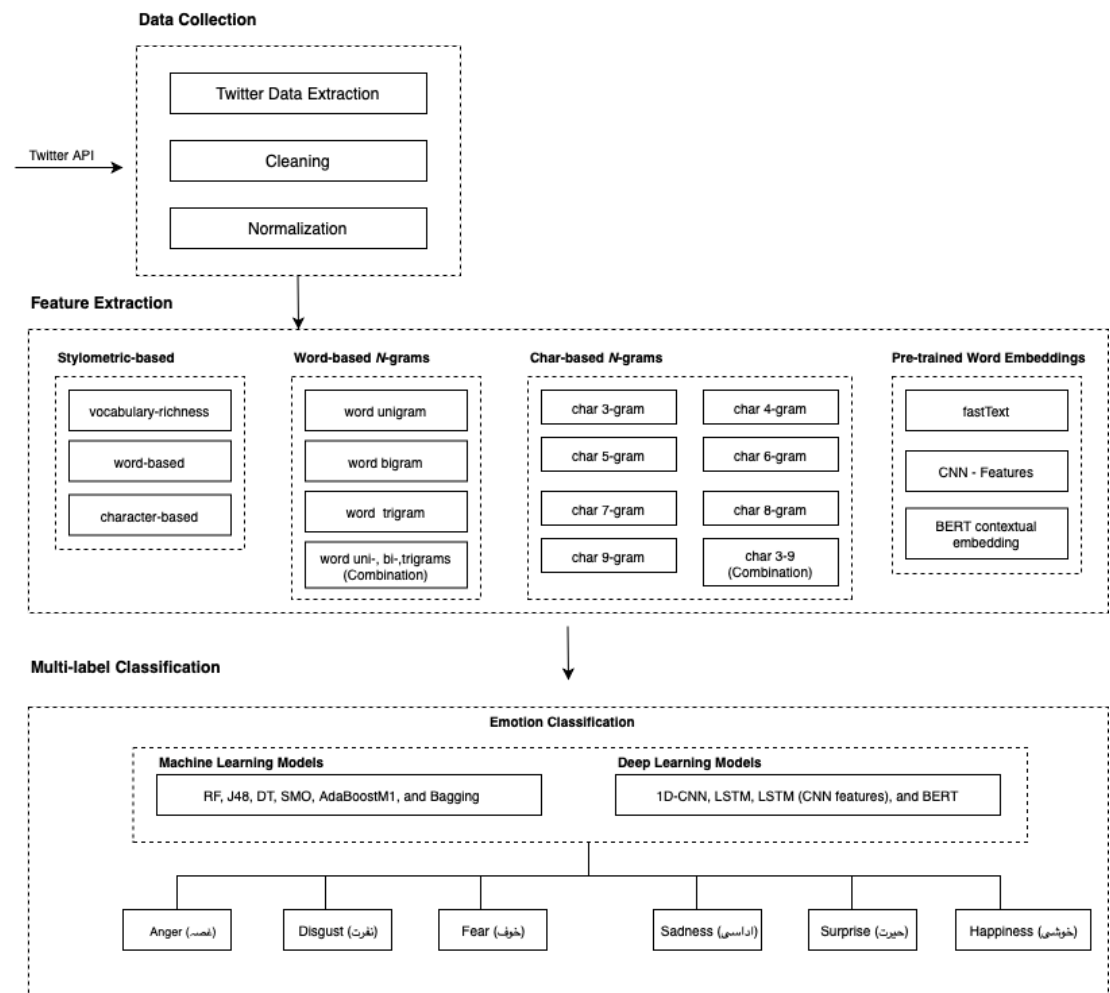 Data Collection
Twitter Data Extraction
Twitter API
Cleaning
Normalization
Feature Extraction
Stylometric-based
Word-based N-grams
Char-based N-grams
Pre-trained Word Embeddings
vocabulary-richness
word-based
character-based
word unigram
word bigram
word trigram
word uni-, bi-,trigrams
(Combination)
char 3-gram
char 4-gram
char 5-gram
char 6-gram
char 7-gram
char 8-gram
char 9-gram
char 3-9
(Combination)
fastText
CNN - Features
BERT contextual
embedding
Multi-label Classification
Emotion Classification
Machine Learning Models
RF, J48, DT, SMO, AdaBoostM1, and Bagging
Deep Learning Models
1D-CNN, LSTM, LSTM (CNN features), and BERT
Anger (غصہ)
Disgust (نفرت)
Fear (خوف)
Sadness (اداسی)
Surprise (حیرت)
Happiness (خوشی)